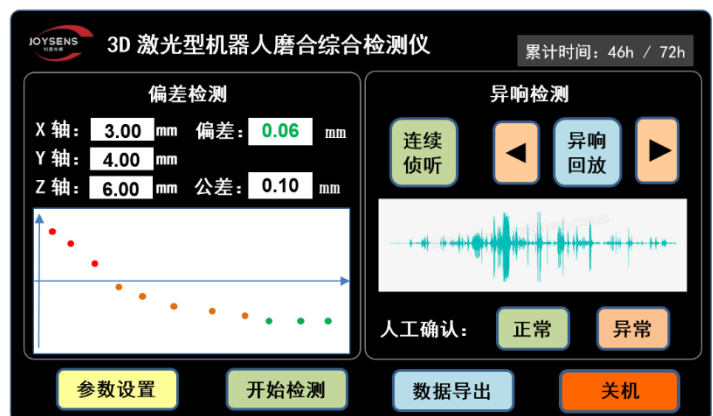 JOYSENS
3D 激光型机器人磨合综合检测仪
累计时间：46h / 72h
偏差检测
X 轴： 3.00 mm 偏差： 0.06 mm
Y 轴： 4.00 mm
Z 轴： 6.00 mm 公差： 0.10 mm
异响检测
连续
侦听
◀
异响
回放
▶
人工确认： 正常 异常
参数设置 开始检测 数据导出 关机